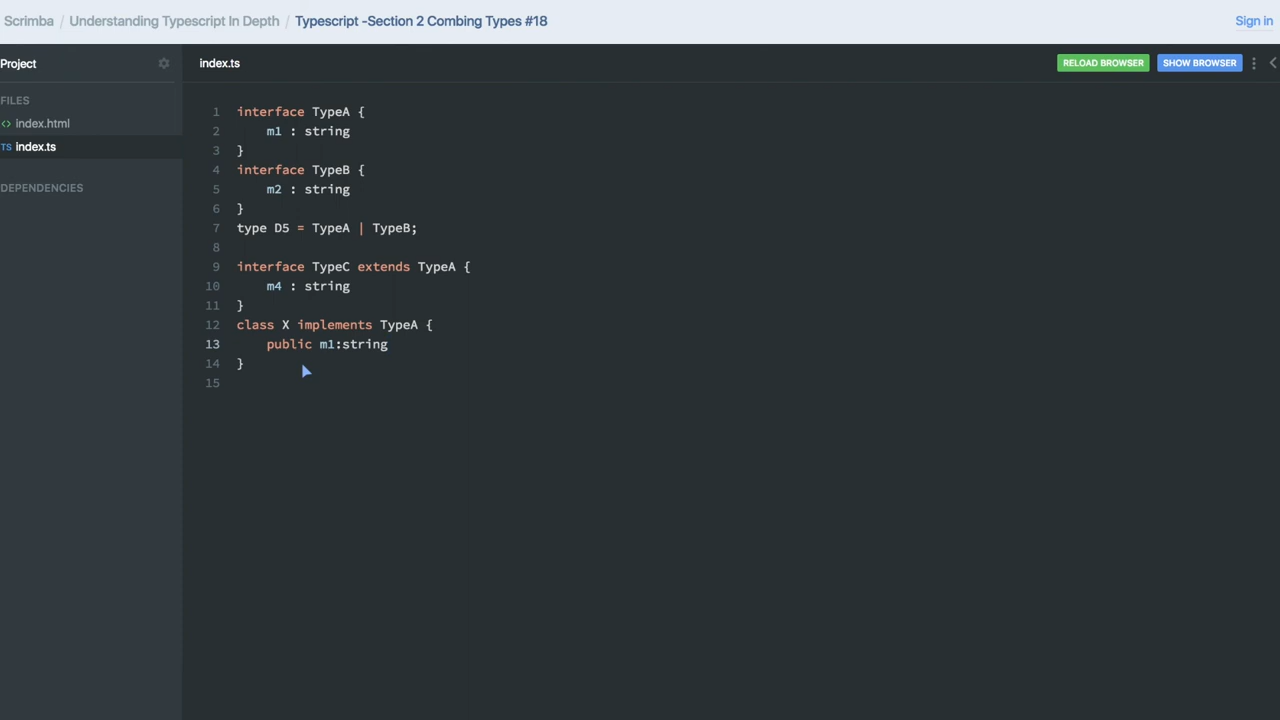 Scrimba / Understanding Typescript In Depth / Typescript -Section 2 Combing Types #18
Sign in
Project
index.ts
RELOAD BROWSER
SHOW BROWSER
FILES
<> index.html
TS index.ts
DEPENDENCIES
1 interface TypeA {
2 m1 : string
3 }
4 interface TypeB {
5 m2 : string
6 }
7 type D5 = TypeA | TypeB;
8
9 interface TypeC extends TypeA {
10 m4 : string
11 }
12 class X implements TypeA {
13 public m1:string
14 }
15